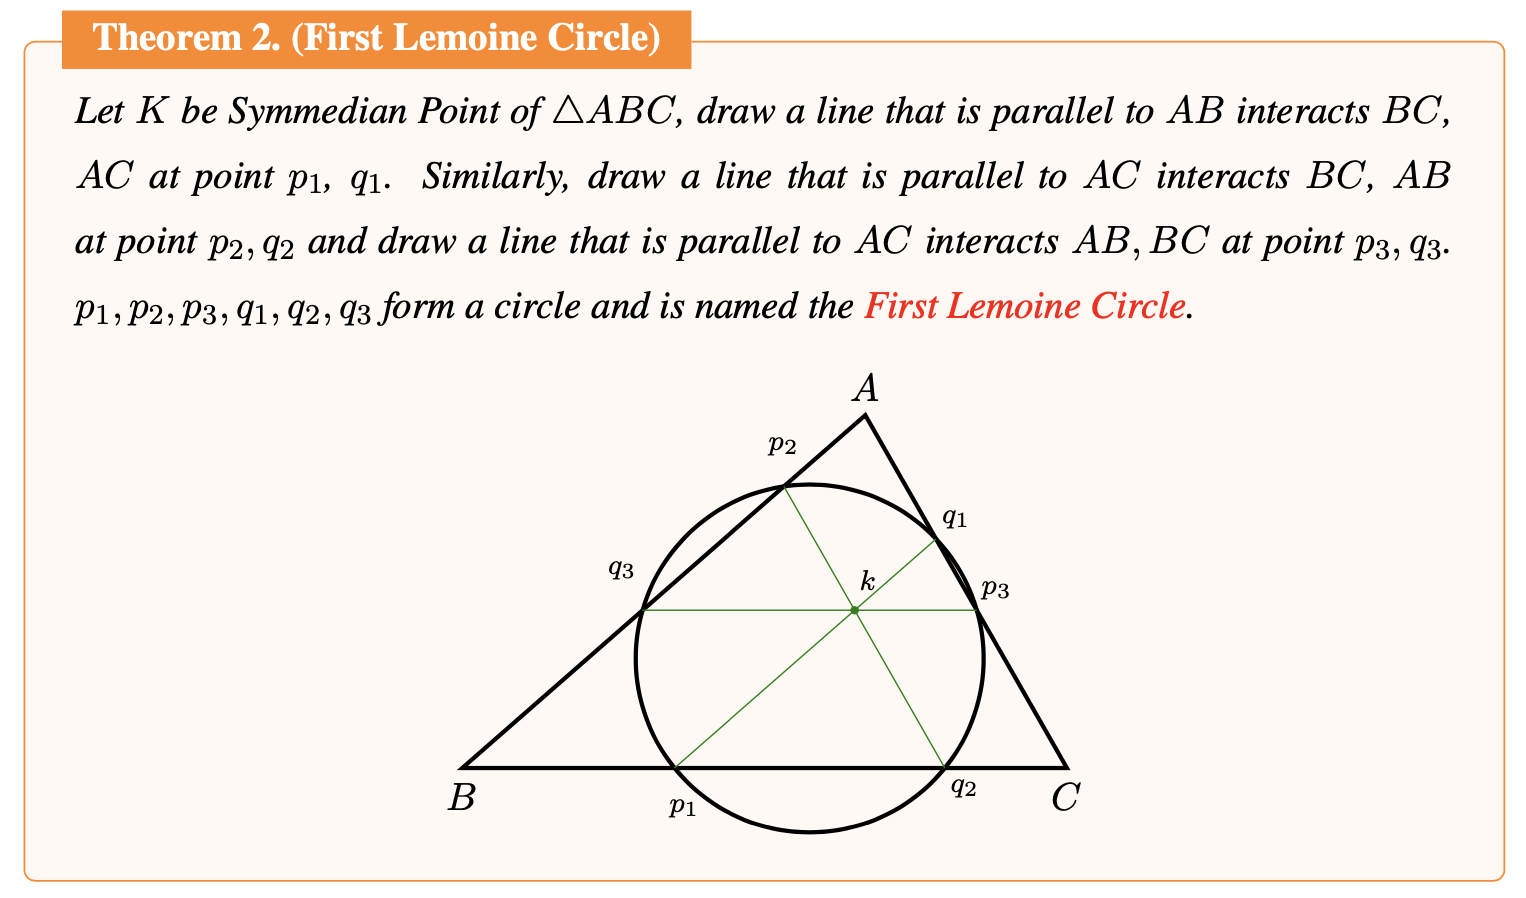 Theorem 2. (First Lemoine Circle)
Let K be Symmedian Point of △ABC, draw a line that is parallel to AB interacts BC,
AC at point p₁, q₁. Similarly, draw a line that is parallel to AC interacts BC, AB
at point p₂, q₂ and draw a line that is parallel to AC interacts AB, BC at point p₃, q₃.
p₁, p₂, p₃, q₁, q₂, q₃ form a circle and is named the First Lemoine Circle.
A
p₂
q₁
q₃
k
p₃
B
p₁
q₂
C